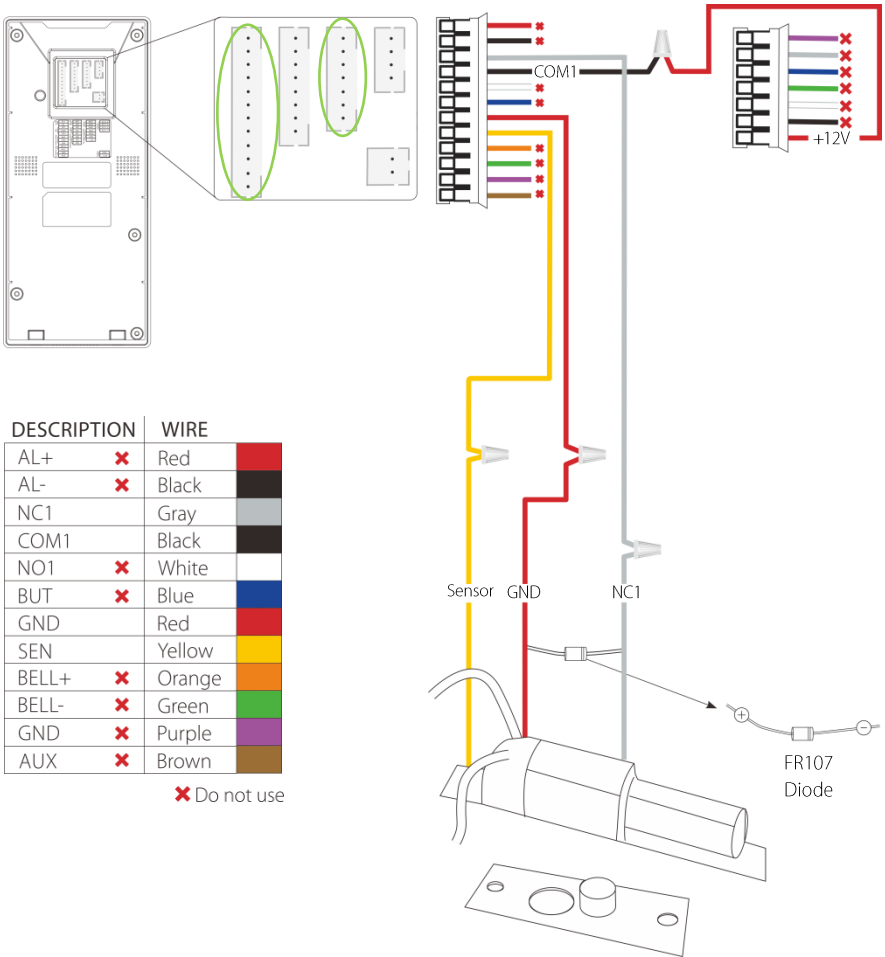 COM1
+12V
DESCRIPTION WIRE
AL+ ✖ Red
AL- ✖ Black
NC1 Gray
COM1 Black
NO1 ✖ White
BUT ✖ Blue
GND Red
SEN Yellow
BELL+ ✖ Orange
BELL- ✖ Green
GND ✖ Purple
AUX ✖ Brown
✖ Do not use
Sensor GND NC1
+ −
FR107
Diode